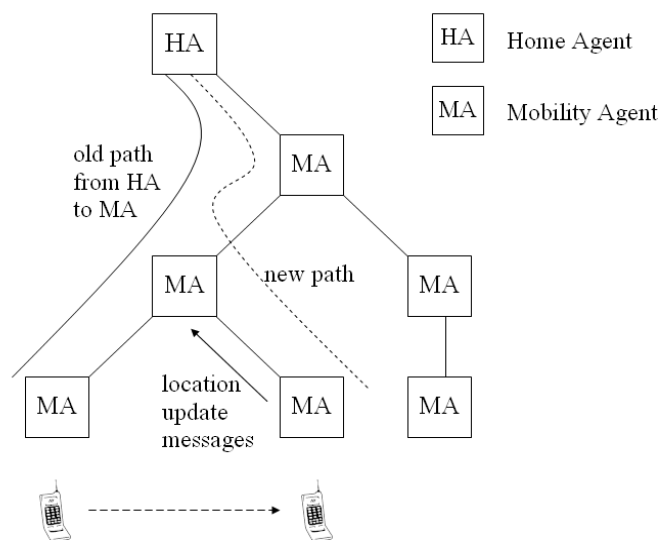 HA
HA Home Agent
MA Mobility Agent
MA
old path
from HA
to MA
MA
new path
MA
MA
location
update
messages
MA
MA